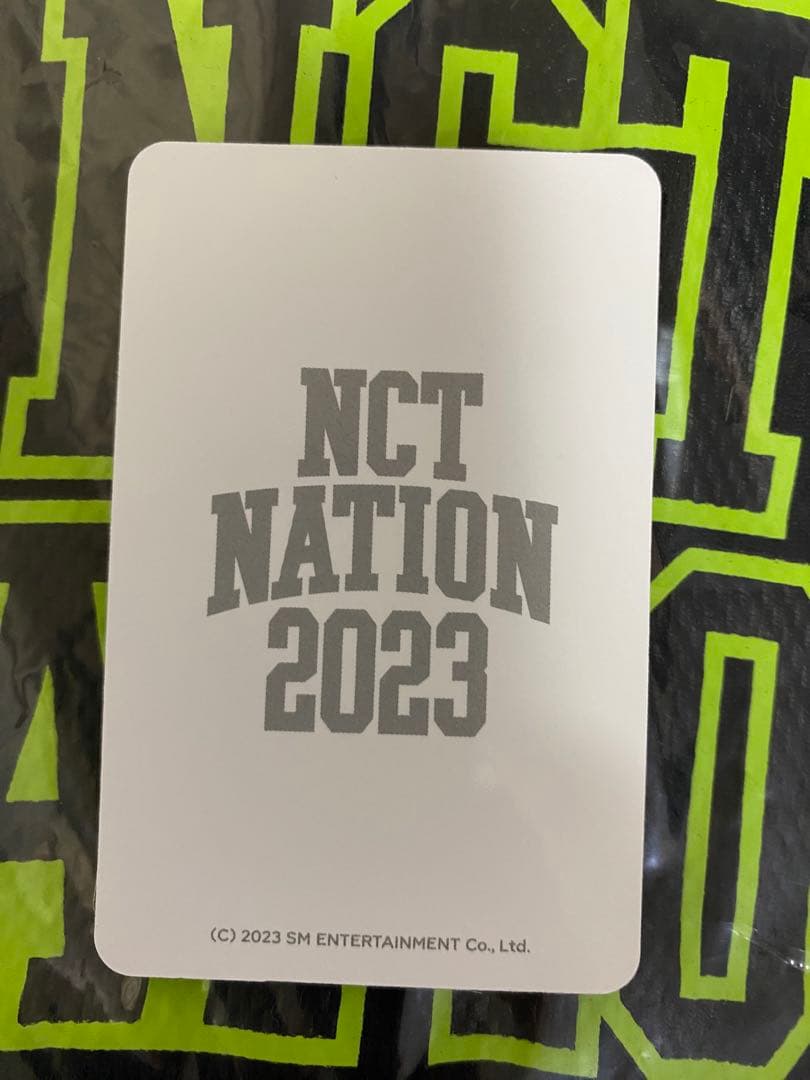 NCT
NATION
2023
(C) 2023 SM ENTERTAINMENT Co., Ltd.